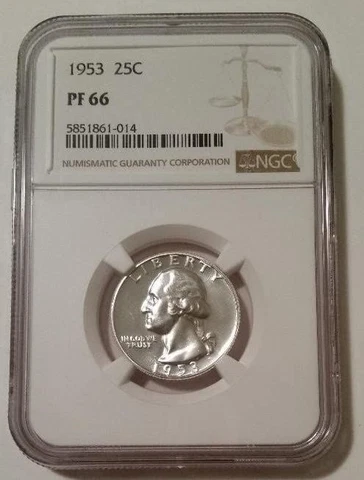 1953 25C
PF 66
5851861-014
NUMISMATIC GUARANTY CORPORATION
NGC
LIBERTY
IN GOD WE
TRUST
1953